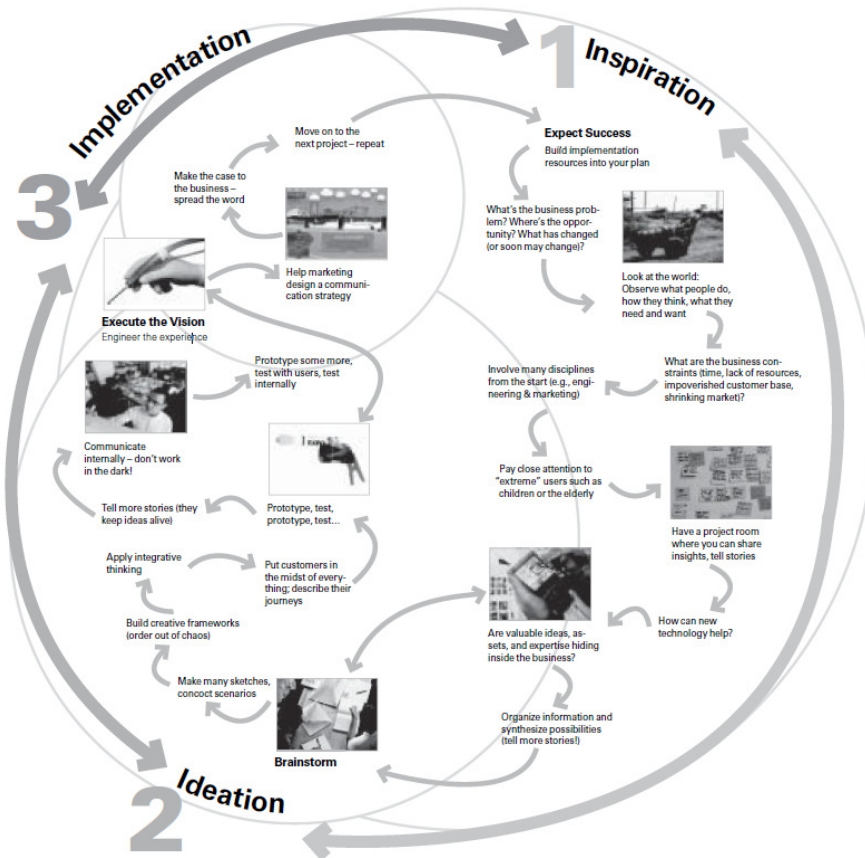 1
Inspiration
Expect Success
Build implementation
resources into your plan
What's the business prob-
lem? Where's the oppor-
tunity? What has changed
(or soon may change)?
Look at the world:
Observe what people do,
how they think, what they
need and want
What are the business con-
straints (time, lack of resources,
impoverished customer base,
shrinking market)?
Involve many disciplines
from the start (e.g., engi-
neering & marketing)
Pay close attention to
"extreme" users such as
children or the elderly
Have a project room
where you can share
insights, tell stories
How can new
technology help?
Are valuable ideas, as-
sets, and expertise hiding
inside the business?
Organize information and
synthesize possibilities
(tell more stories!)
2
Ideation
Brainstorm
Make many sketches,
concoct scenarios
Build creative frameworks
(order out of chaos)
Apply integrative
thinking
Put customers in
the midst of every-
thing; describe their
journeys
Prototype, test,
prototype, test...
Tell more stories (they
keep ideas alive)
Communicate
internally – don't work
in the dark!
Prototype some more,
test with users, test
internally
3
Implementation
Execute the Vision
Engineer the experience
Help marketing
design a communi-
cation strategy
Make the case to
the business –
spread the word
Move on to the
next project – repeat